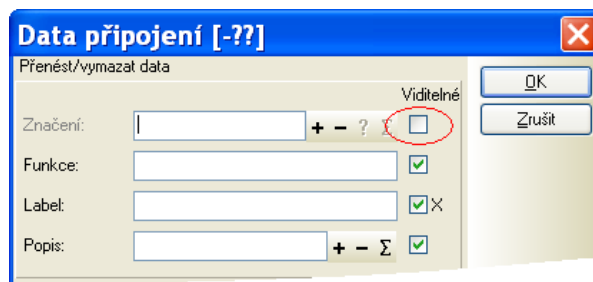 Data připojení [-??]
Přenést/vymazat data
Viditelné
OK
Značení: + - ? Σ
Zrušit
Funkce:
Label: X
Popis: + - Σ